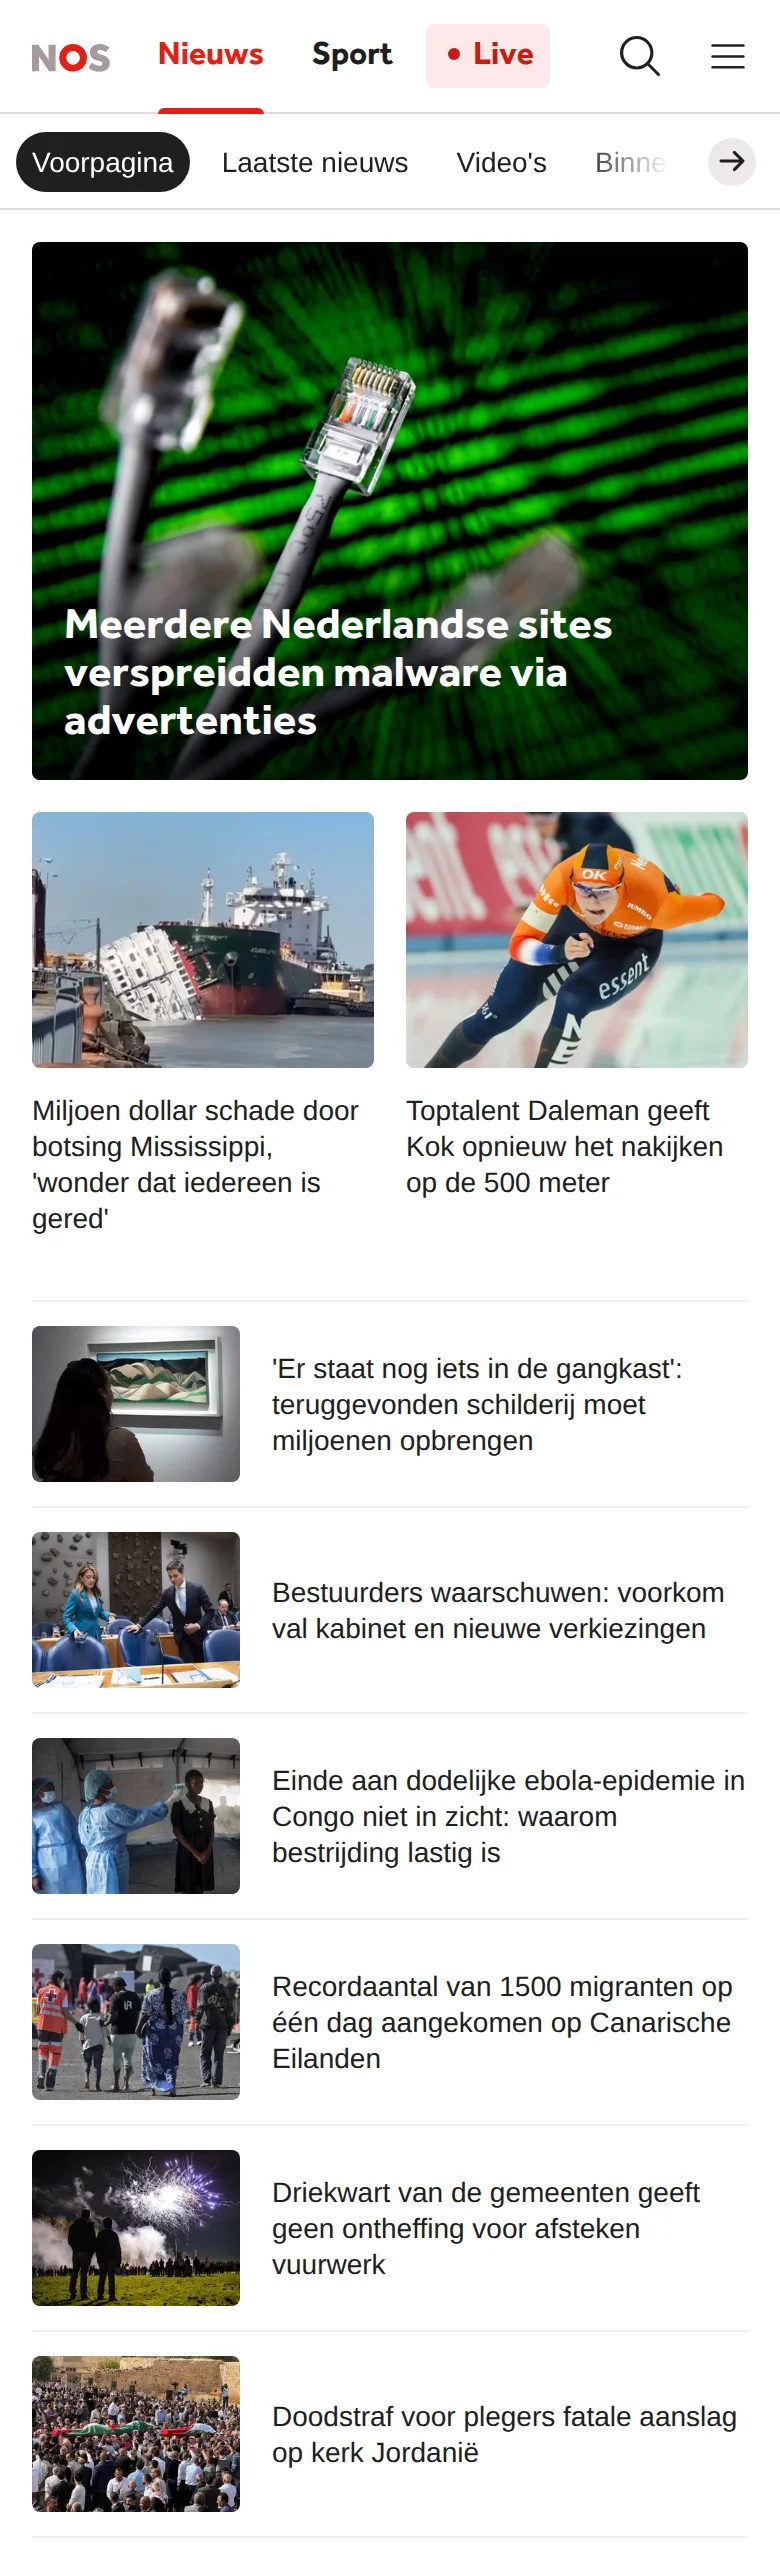 NOS Nieuws Sport Live
Voorpagina Laatste nieuws Video's Binne
Meerdere Nederlandse sites
verspreidden malware via
advertenties
OK
JUMBO
essent
Miljoen dollar schade door
botsing Mississippi,
'wonder dat iedereen is
gered'
Toptalent Daleman geeft
Kok opnieuw het nakijken
op de 500 meter
'Er staat nog iets in de gangkast':
teruggevonden schilderij moet
miljoenen opbrengen
Bestuurders waarschuwen: voorkom
val kabinet en nieuwe verkiezingen
Einde aan dodelijke ebola-epidemie in
Congo niet in zicht: waarom
bestrijding lastig is
Recordaantal van 1500 migranten op
één dag aangekomen op Canarische
Eilanden
Driekwart van de gemeenten geeft
geen ontheffing voor afsteken
vuurwerk
Doodstraf voor plegers fatale aanslag
op kerk Jordanië